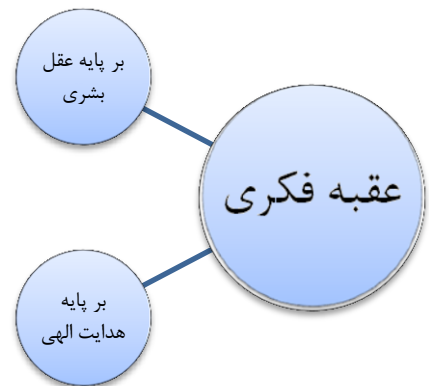 عقبه فکری
بر پایه عقل
بشری
بر پایه
هدایت الهی